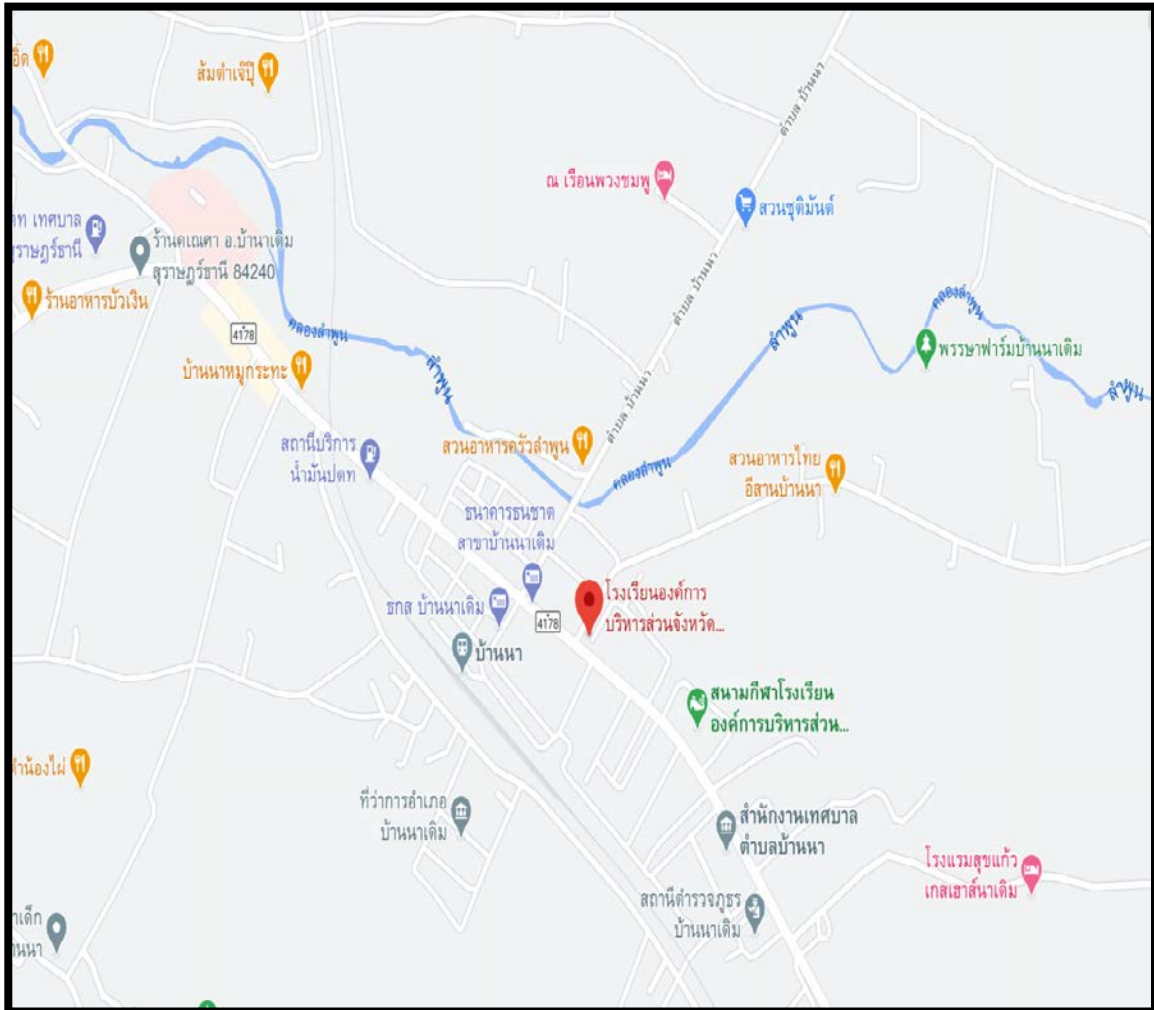 ส้มตำเจ๊ปุ๊
ณ เรือนพวงชมพู
ตำบล บ้านนา
สวนชุติมันต์
เทศบาล
ร้านคเณศา อ.บ้านาเดิม
สุราษฎร์ธานี 84240
ร้านอาหารบัวเงิน
4178
บ้านนาหมูกระทะ
คลองลำพูน
ลำพูน
ตำบล บ้านนา
ตำบล บ้านนา
ลำพูน
คลองลำพูน
พรรษาฟาร์มบ้านนาเดิม
ลำพูน
สถานีบริการ
น้ำมันปตท
สวนอาหารครัวลำพูน
คลองลำพูน
สวนอาหารไทย
อีสานบ้านนา
ธนาคารธนชาต
สาขาบ้านนาเดิม
ธกส บ้านนาเดิม
4178
โรงเรียนองค์การ
บริหารส่วนจังหวัด...
บ้านนา
สนามกีฬาโรงเรียน
องค์การบริหารส่วน...
ที่ว่าการอำเภอ
บ้านนาเดิม
สำนักงานเทศบาล
ตำบลบ้านนา
โรงแรมสุขแก้ว
เกสเฮาส์นาเดิม
สถานีตำรวจภูธร
บ้านนาเดิม